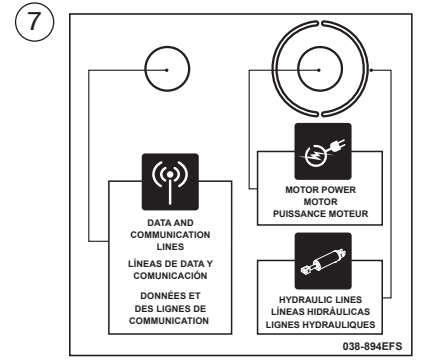 7
DATA AND
COMMUNICATION
LINES
LÍNEAS DE DATA Y
COMUNICACIÓN
DONNÉES ET
DES LIGNES DE
COMMUNICATION
MOTOR POWER
MOTOR
PUISSANCE MOTEUR
HYDRAULIC LINES
LÍNEAS HIDRÁULICAS
LIGNES HYDRAULIQUES
038-894EFS